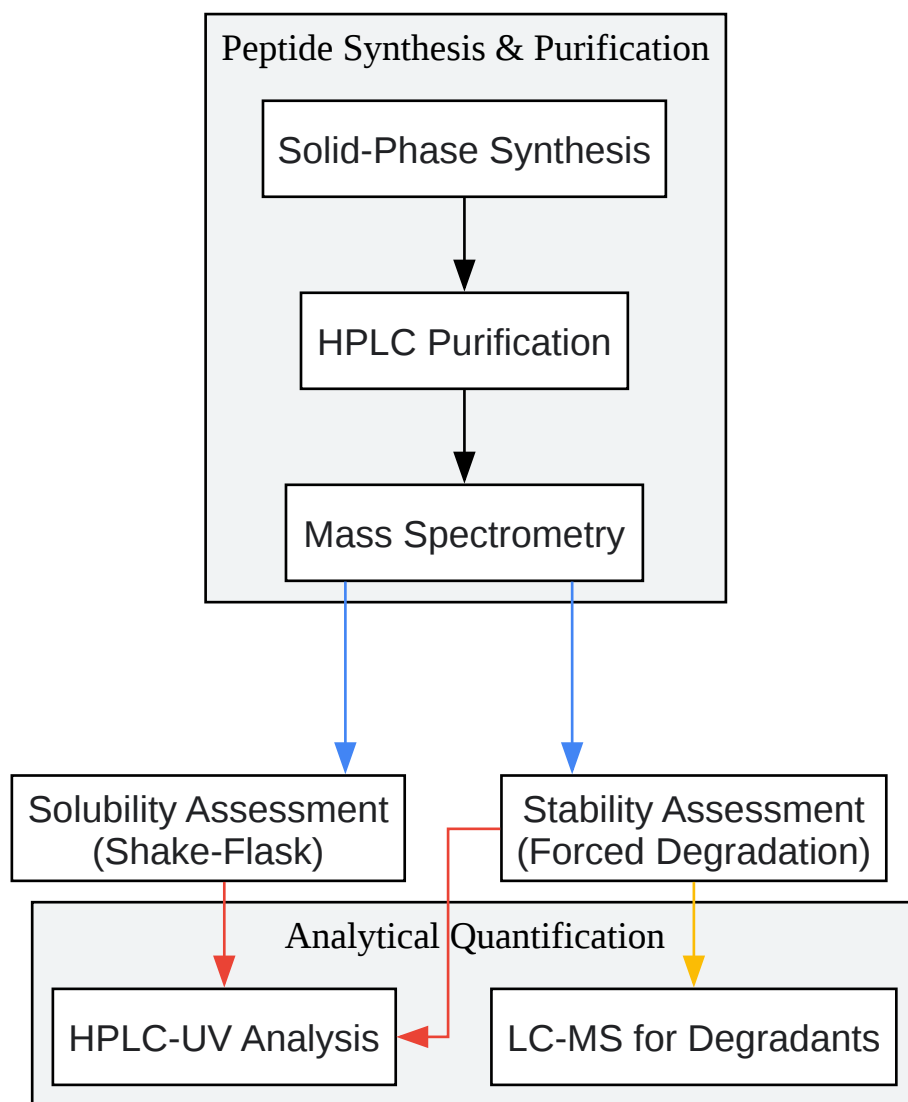 Peptide Synthesis & Purification
Solid-Phase Synthesis
HPLC Purification
Mass Spectrometry
Solubility Assessment
(Shake-Flask)
Stability Assessment
(Forced Degradation)
Analytical Quantification
HPLC-UV Analysis
LC-MS for Degradants